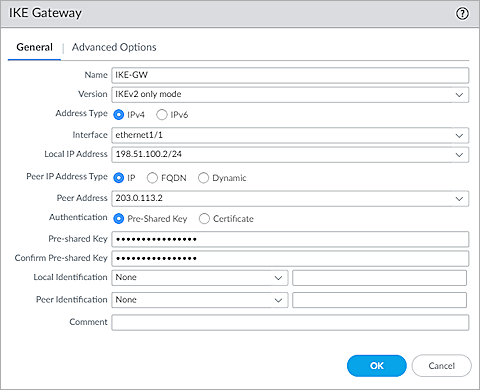 IKE Gateway
General | Advanced Options
Name IKE-GW
Version IKEv2 only mode
Address Type IPv4 IPv6
Interface ethernet1/1
Local IP Address 198.51.100.2/24
Peer IP Address Type IP FQDN Dynamic
Peer Address 203.0.113.2
Authentication Pre-Shared Key Certificate
Pre-shared Key ••••••••••••••••
Confirm Pre-shared Key ••••••••••••••••
Local Identification None
Peer Identification None
Comment
OK Cancel